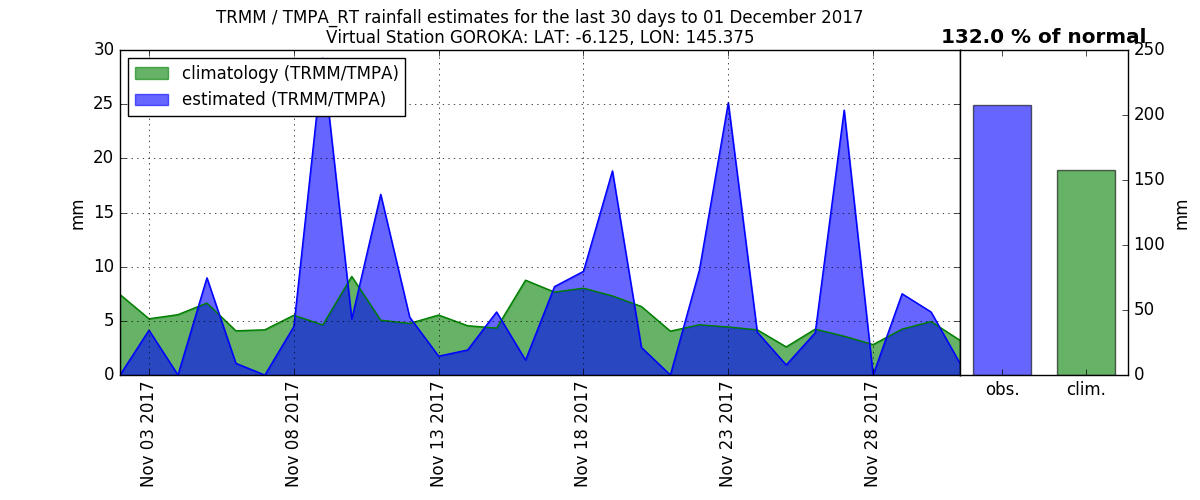 TRMM / TMPA_RT rainfall estimates for the last 30 days to 01 December 2017
Virtual Station GOROKA: LAT: -6.125, LON: 145.375
132.0 % of normal
climatology (TRMM/TMPA)
estimated (TRMM/TMPA)
30
25
20
15
10
5
0
mm
250
200
150
100
50
0
mm
Nov 03 2017
Nov 08 2017
Nov 13 2017
Nov 18 2017
Nov 23 2017
Nov 28 2017
obs.
clim.